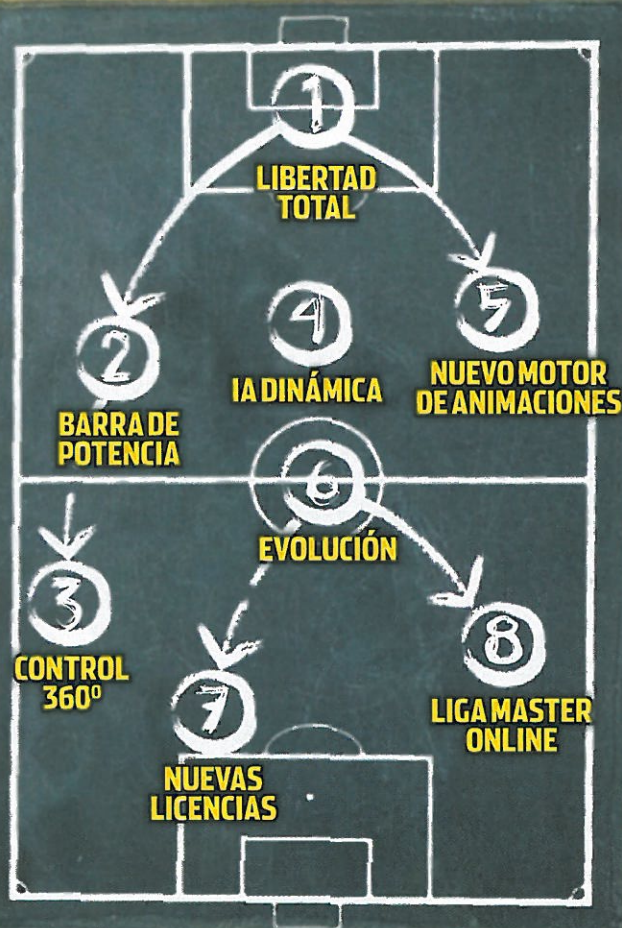 1
LIBERTAD
TOTAL
2
BARRA DE
POTENCIA
3
CONTROL
360º
4
IA DINÁMICA
5
NUEVO MOTOR
DE ANIMACIONES
6
EVOLUCIÓN
7
NUEVAS
LICENCIAS
8
LIGA MASTER
ONLINE